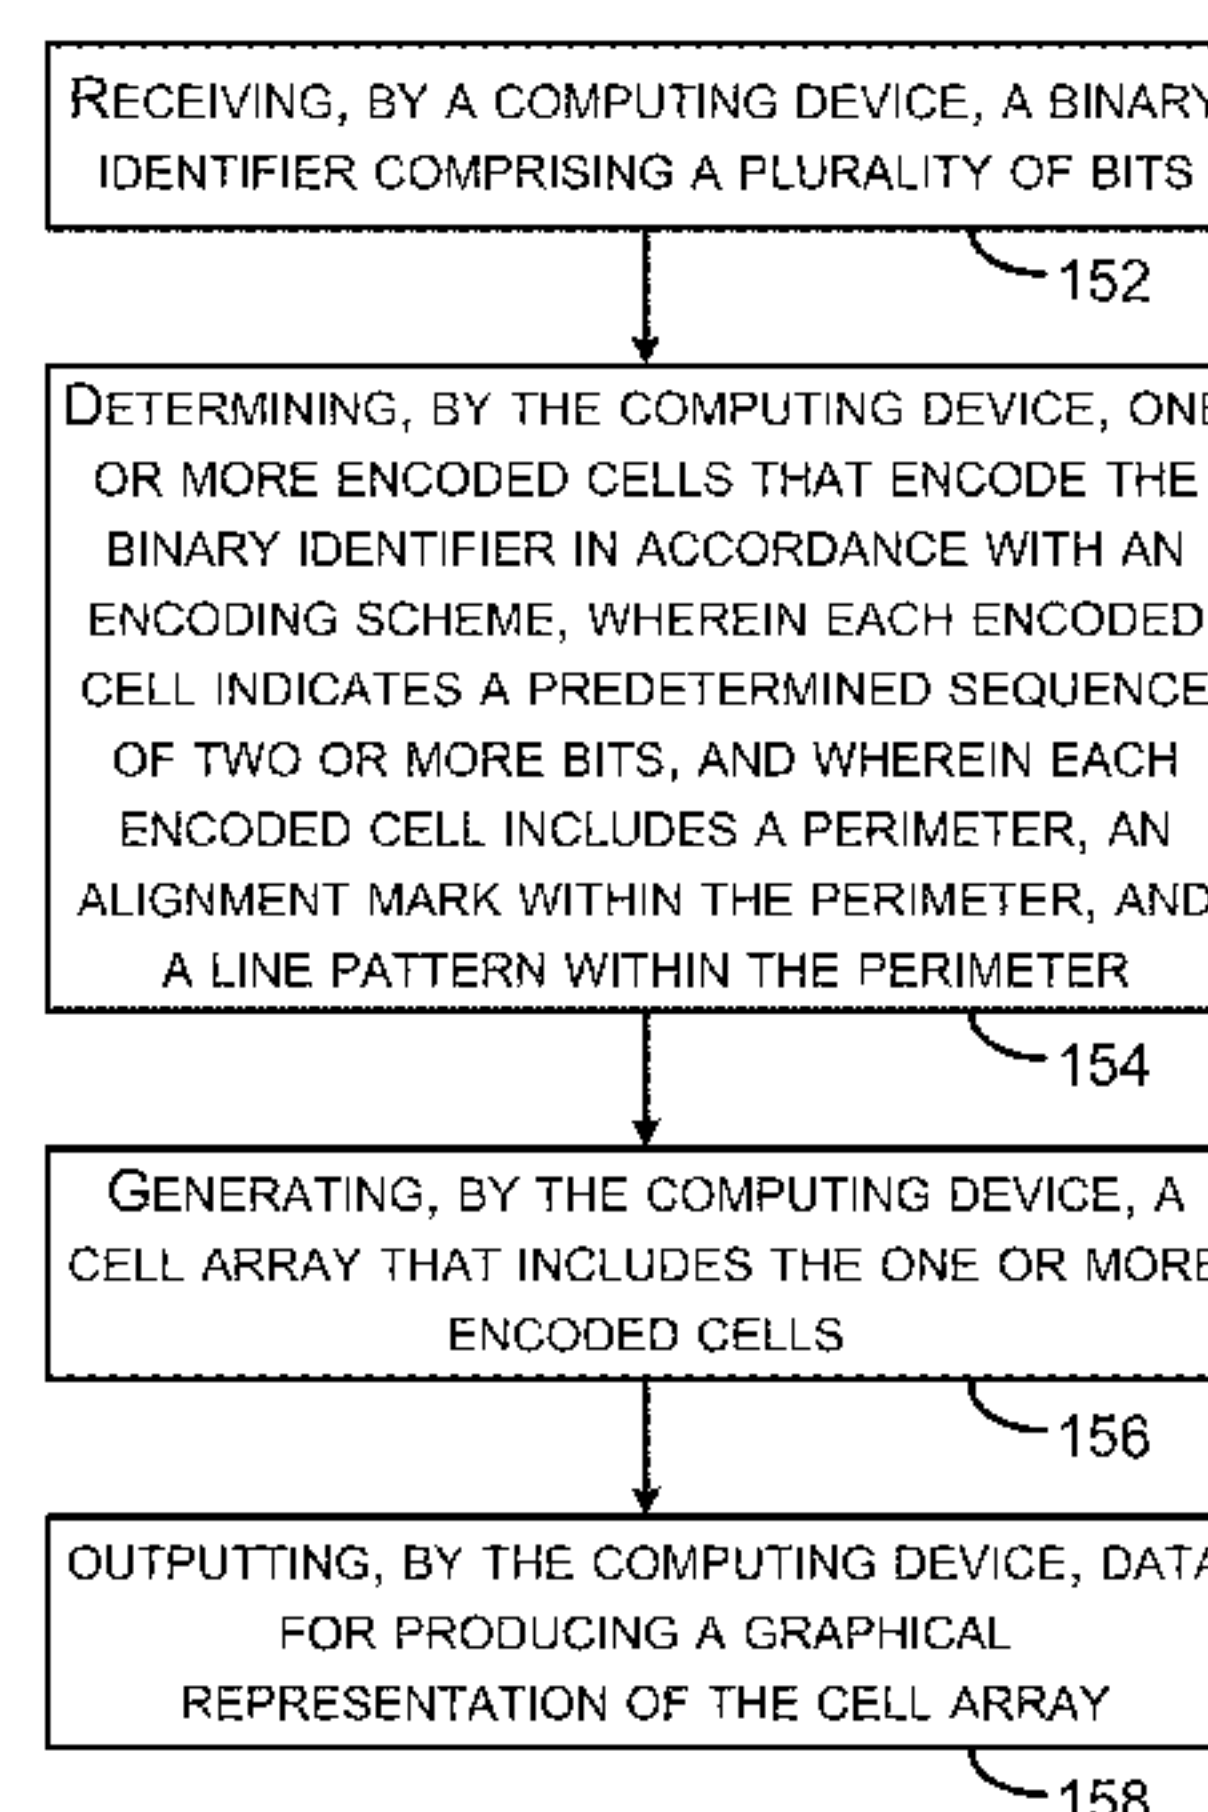 RECEIVING, BY A COMPUTING DEVICE, A BINARY
IDENTIFIER COMPRISING A PLURALITY OF BITS
152
DETERMINING, BY THE COMPUTING DEVICE, ONE
OR MORE ENCODED CELLS THAT ENCODE THE
BINARY IDENTIFIER IN ACCORDANCE WITH AN
ENCODING SCHEME, WHEREIN EACH ENCODED
CELL INDICATES A PREDETERMINED SEQUENCE
OF TWO OR MORE BITS, AND WHEREIN EACH
ENCODED CELL INCLUDES A PERIMETER, AN
ALIGNMENT MARK WITHIN THE PERIMETER, AND
A LINE PATTERN WITHIN THE PERIMETER
154
GENERATING, BY THE COMPUTING DEVICE, A
CELL ARRAY THAT INCLUDES THE ONE OR MORE
ENCODED CELLS
156
OUTPUTTING, BY THE COMPUTING DEVICE, DATA
FOR PRODUCING A GRAPHICAL
REPRESENTATION OF THE CELL ARRAY
158